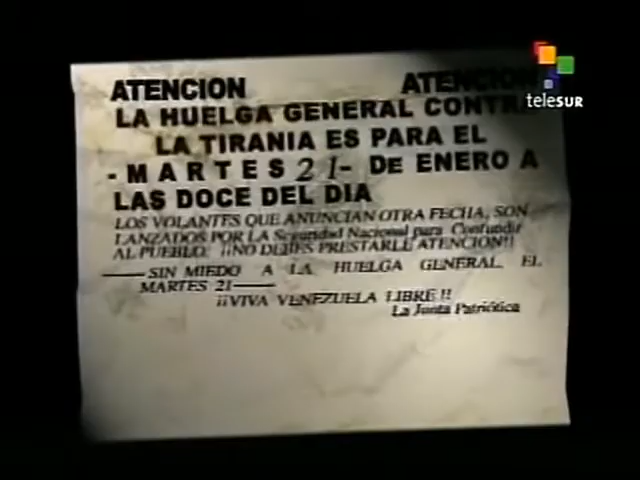 ATENCION ATENCION
LA HUELGA GENERAL CONTRA
LA TIRANIA ES PARA EL
- MARTES 21- DE ENERO A
LAS DOCE DEL DIA
LOS VOLANTES QUE ANUNCIAN OTRA FECHA, SON
LANZADOS POR LA Seguridad Nacional para Confundir
AL PUEBLO: ¡¡NO DEBES PRESTARLE ATENCION!!
—— SIN MIEDO A LA HUELGA GENERAL EL
MARTES 21——
¡¡VIVA VENEZUELA LIBRE !!
La Junta Patriótica
teleSUR